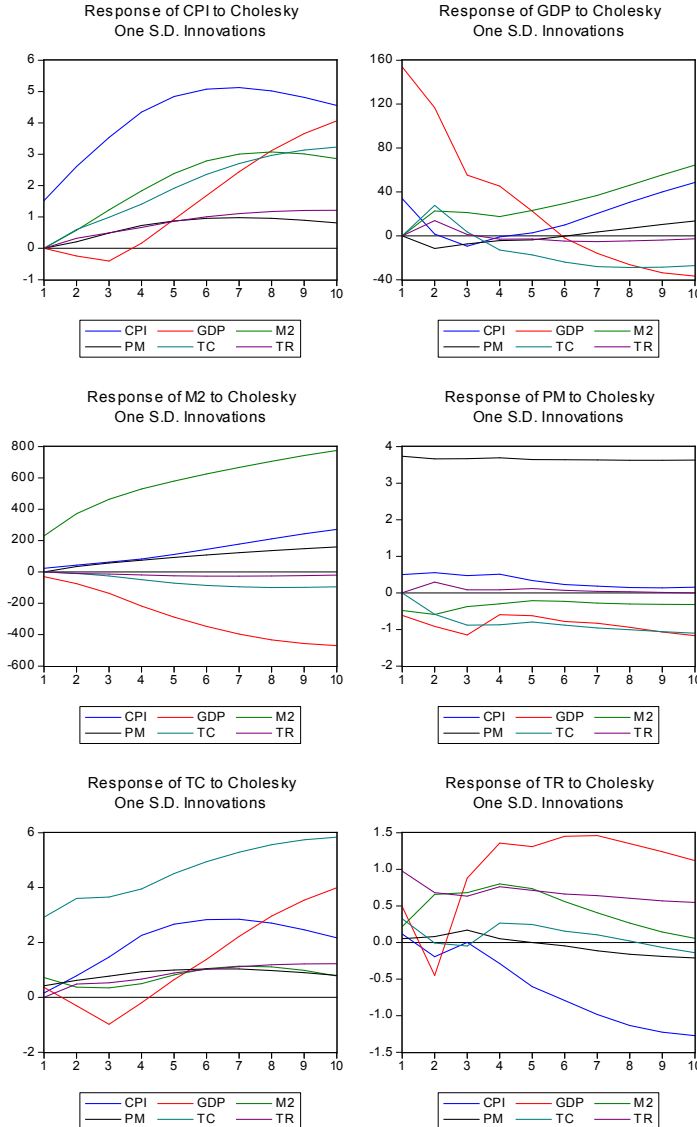 Response of CPI to Cholesky
One S.D. Innovations
6
5
4
3
2
1
0
-1
1 2 3 4 5 6 7 8 9 10
CPI GDP M2
PM TC TR
Response of GDP to Cholesky
One S.D. Innovations
160
120
80
40
0
-40
1 2 3 4 5 6 7 8 9 10
CPI GDP M2
PM TC TR
Response of M2 to Cholesky
One S.D. Innovations
800
600
400
200
0
-200
-400
-600
1 2 3 4 5 6 7 8 9 10
CPI GDP M2
PM TC TR
Response of PM to Cholesky
One S.D. Innovations
4
3
2
1
0
-1
-2
1 2 3 4 5 6 7 8 9 10
CPI GDP M2
PM TC TR
Response of TC to Cholesky
One S.D. Innovations
6
4
2
0
-2
1 2 3 4 5 6 7 8 9 10
CPI GDP M2
PM TC TR
Response of TR to Cholesky
One S.D. Innovations
1.5
1.0
0.5
0.0
-0.5
-1.0
-1.5
1 2 3 4 5 6 7 8 9 10
CPI GDP M2
PM TC TR